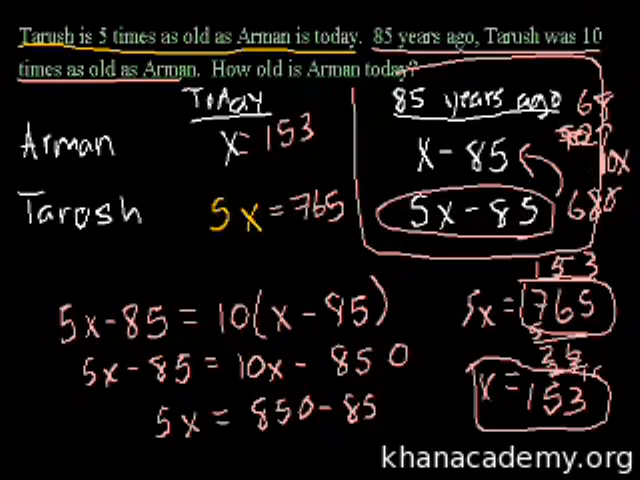 Tarush is 5 times as old as Arman is today. 85 years ago, Tarush was 10
times as old as Arman. How old is Arman today?
Today 85 years ago 68
Arman x=153 x-85 10x
Tarosh 5x=765 5x-85 680
153
5x-85=10(x-85) 5x=765
5x-85=10x-850
x=153
5x=850-85
khanacademy.org